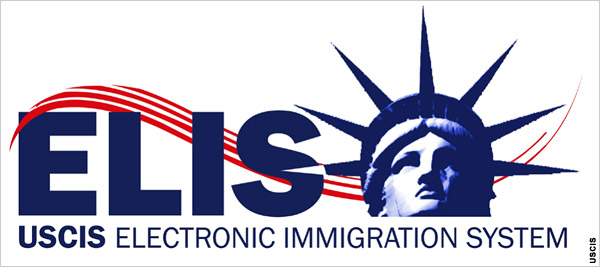 ELIS
USCIS ELECTRONIC IMMIGRATION SYSTEM
USCIS